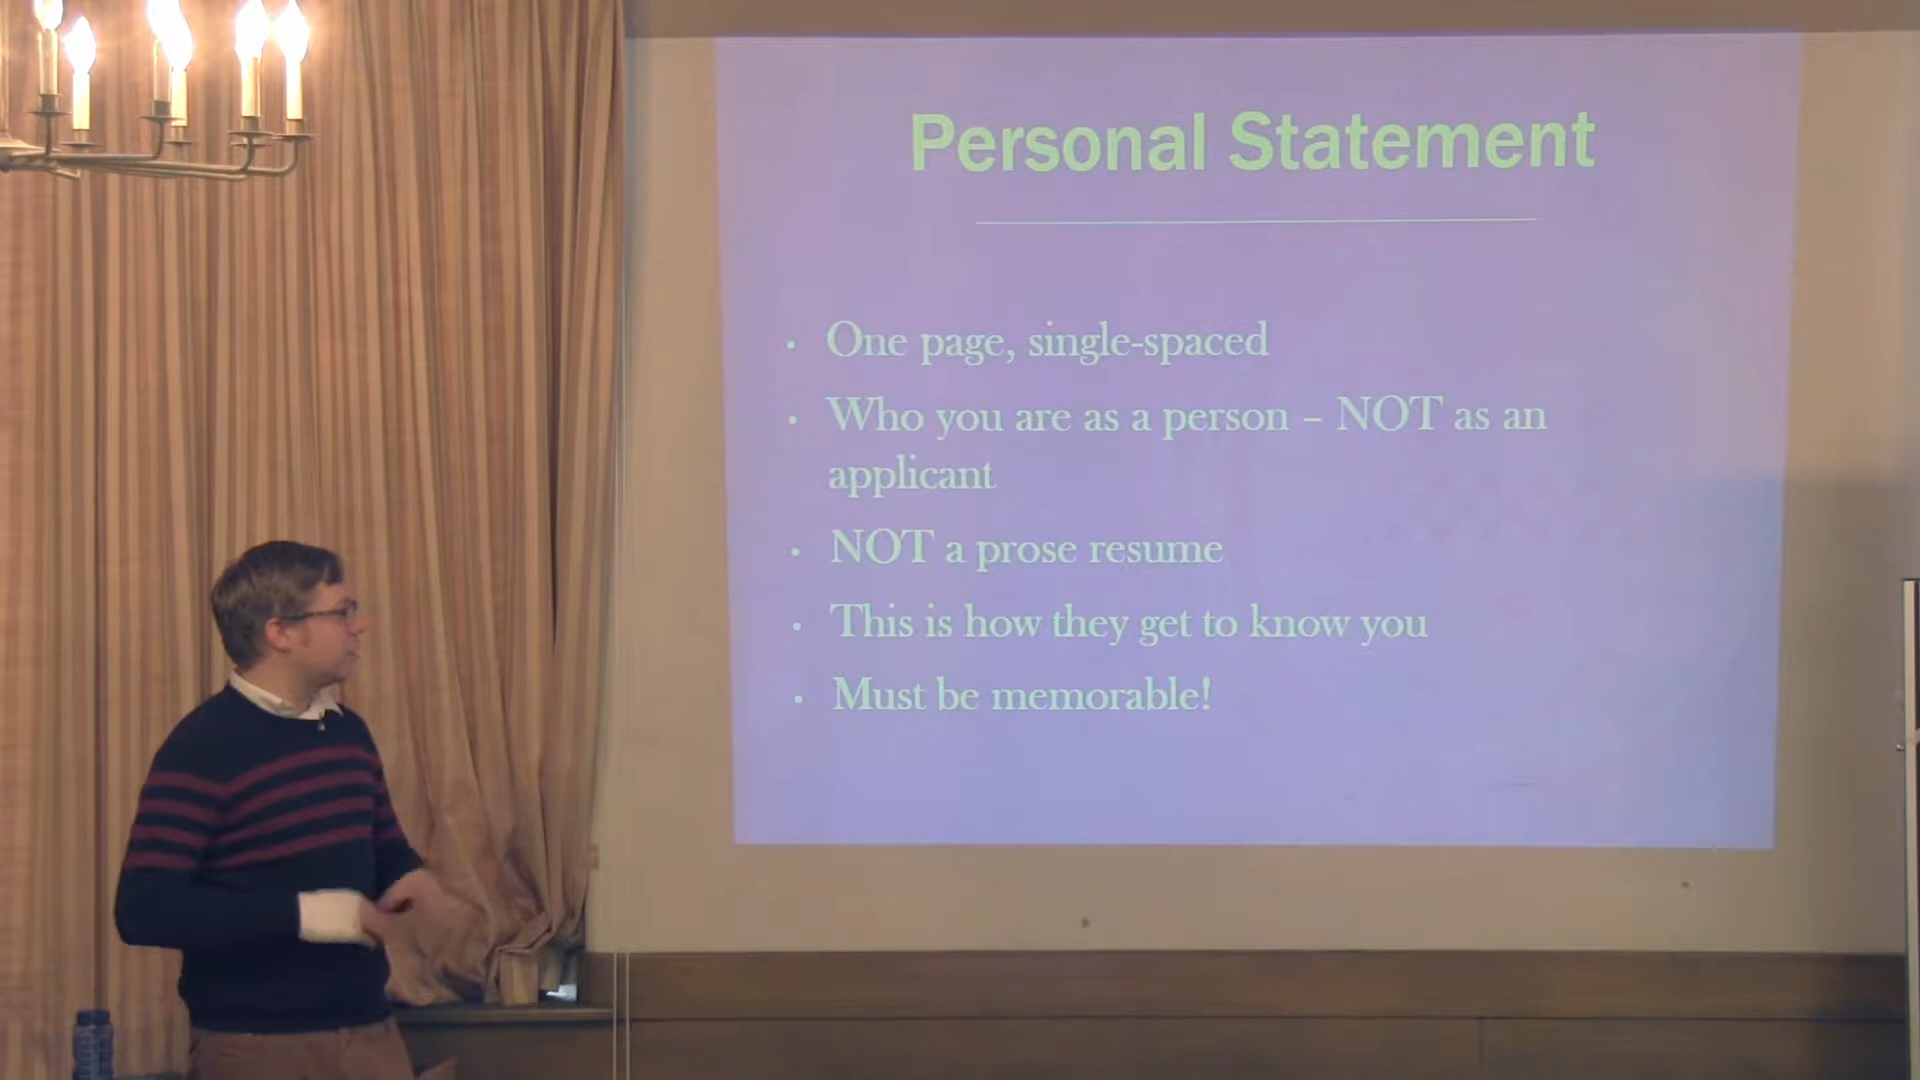 Personal Statement
· One page, single-spaced
· Who you are as a person – NOT as an
applicant
· NOT a prose resume
· This is how they get to know you
· Must be memorable!